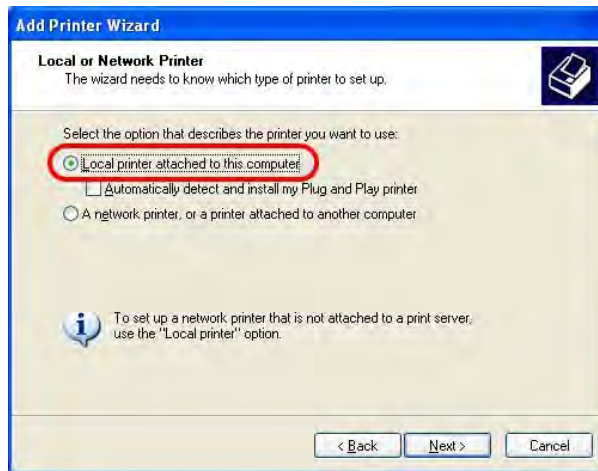 Add Printer Wizard
Local or Network Printer
The wizard needs to know which type of printer to set up.
Select the option that describes the printer you want to use:
Local printer attached to this computer
Automatically detect and install my Plug and Play printer
A network printer, or a printer attached to another computer
To set up a network printer that is not attached to a print server,
use the "Local printer" option.
< Back Next > Cancel